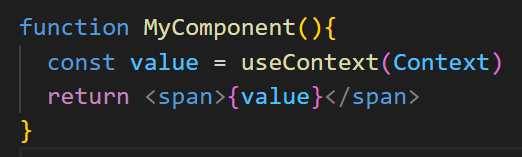 function MyComponent(){
  const value = useContext(Context)
  return <span>{value}</span>
}